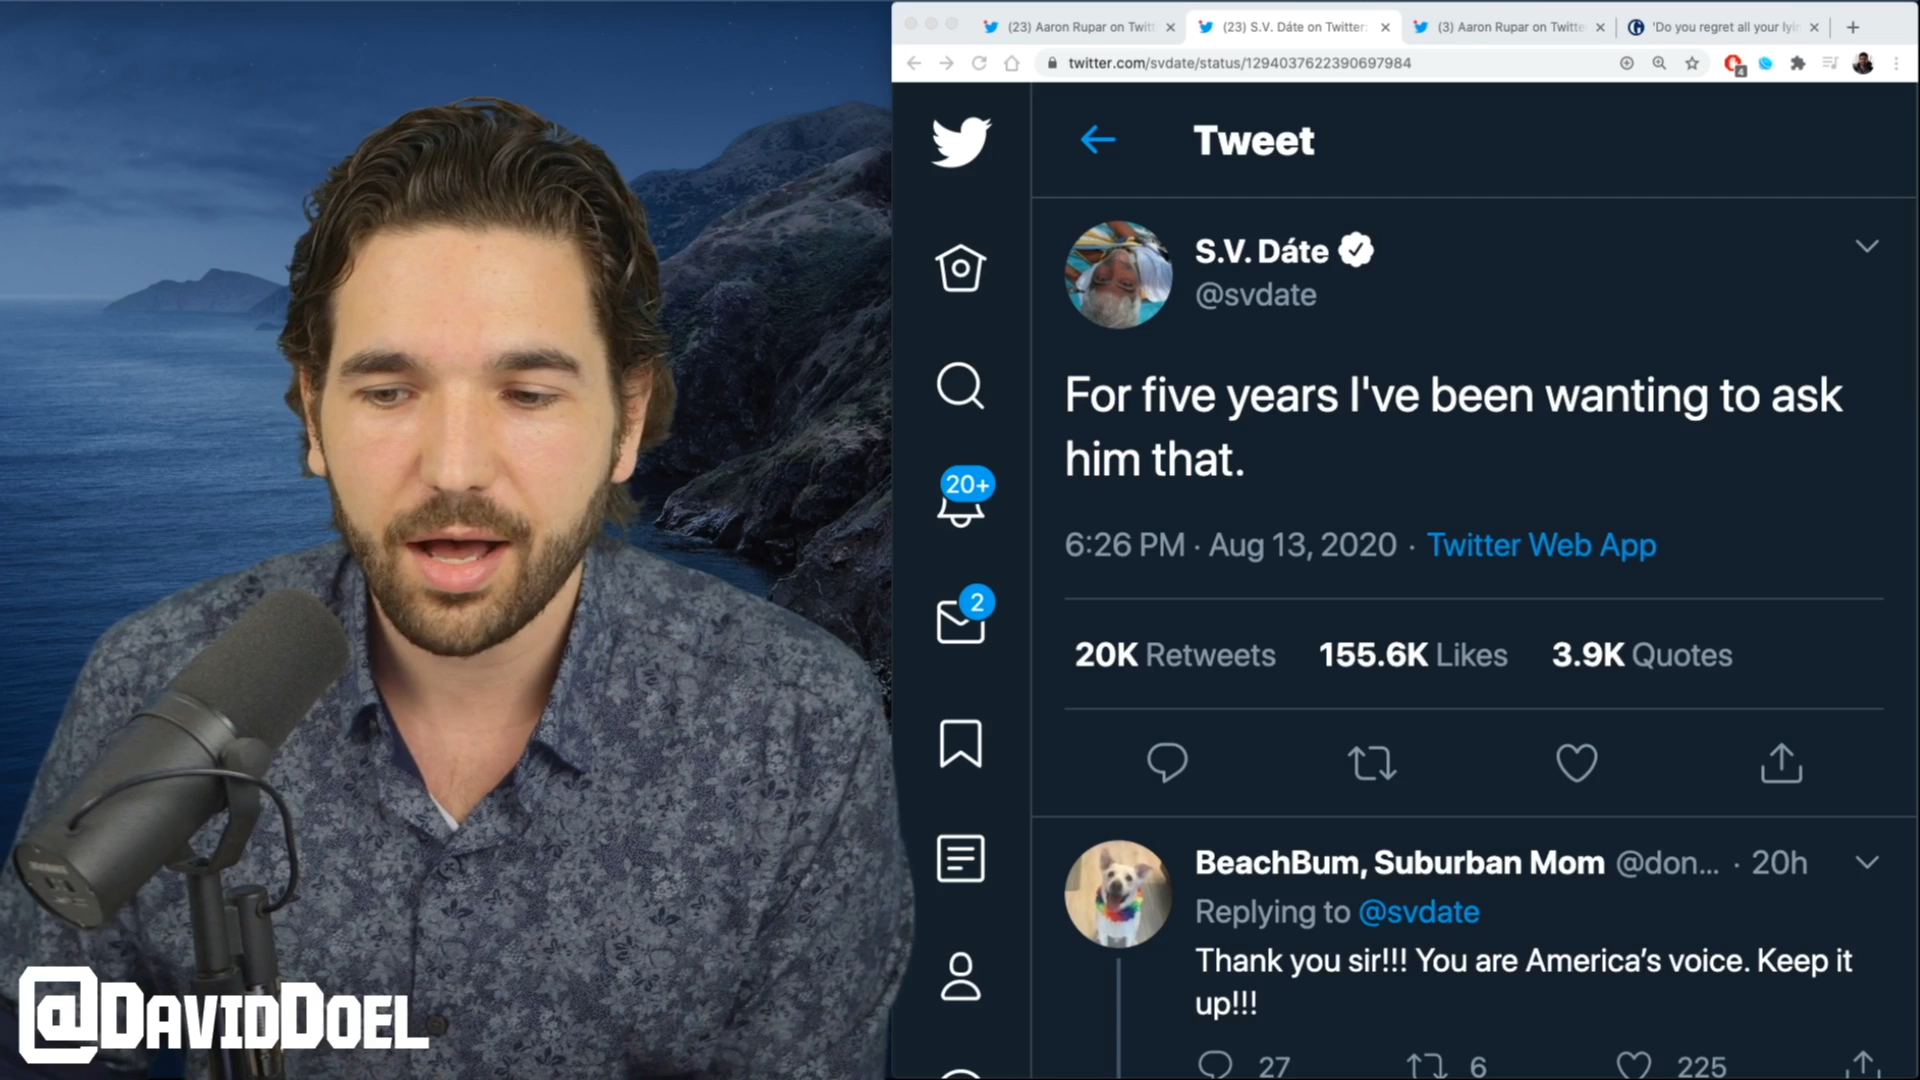 (23) Aaron Rupar on Twitt
(23) S.V. Dáte on Twitter:
(3) Aaron Rupar on Twitte
'Do you regret all your lyin
twitter.com/svdate/status/1294037622390697984
4
Tweet
S.V. Dáte
@svdate
For five years I've been wanting to ask
him that.
20+
6:26 PM · Aug 13, 2020 · Twitter Web App
2
20K Retweets 155.6K Likes 3.9K Quotes
BeachBum, Suburban Mom @don... · 20h
Replying to @svdate
Thank you sir!!! You are America's voice. Keep it
up!!!
27 6 225
@DAVIDDOEL